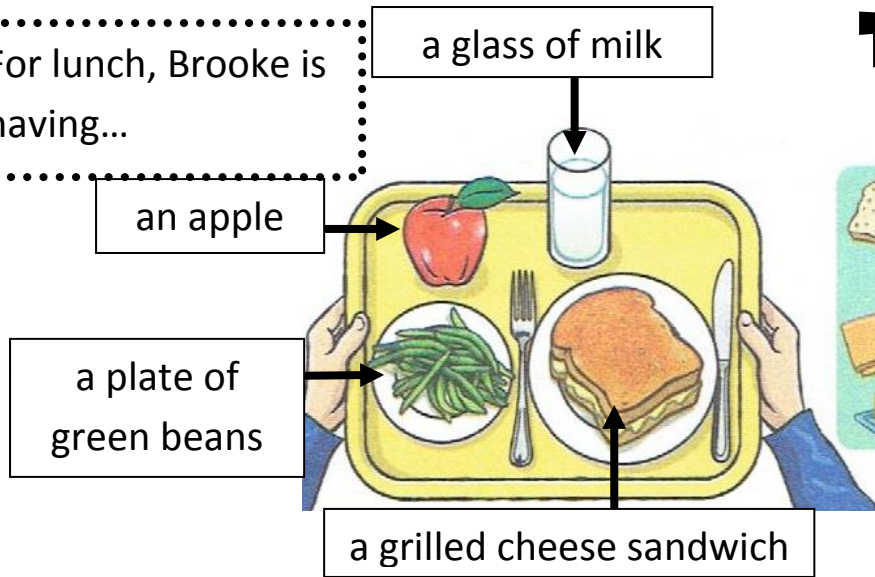 For lunch, Brooke is
having…
a glass of milk
an apple
a plate of
green beans
a grilled cheese sandwich